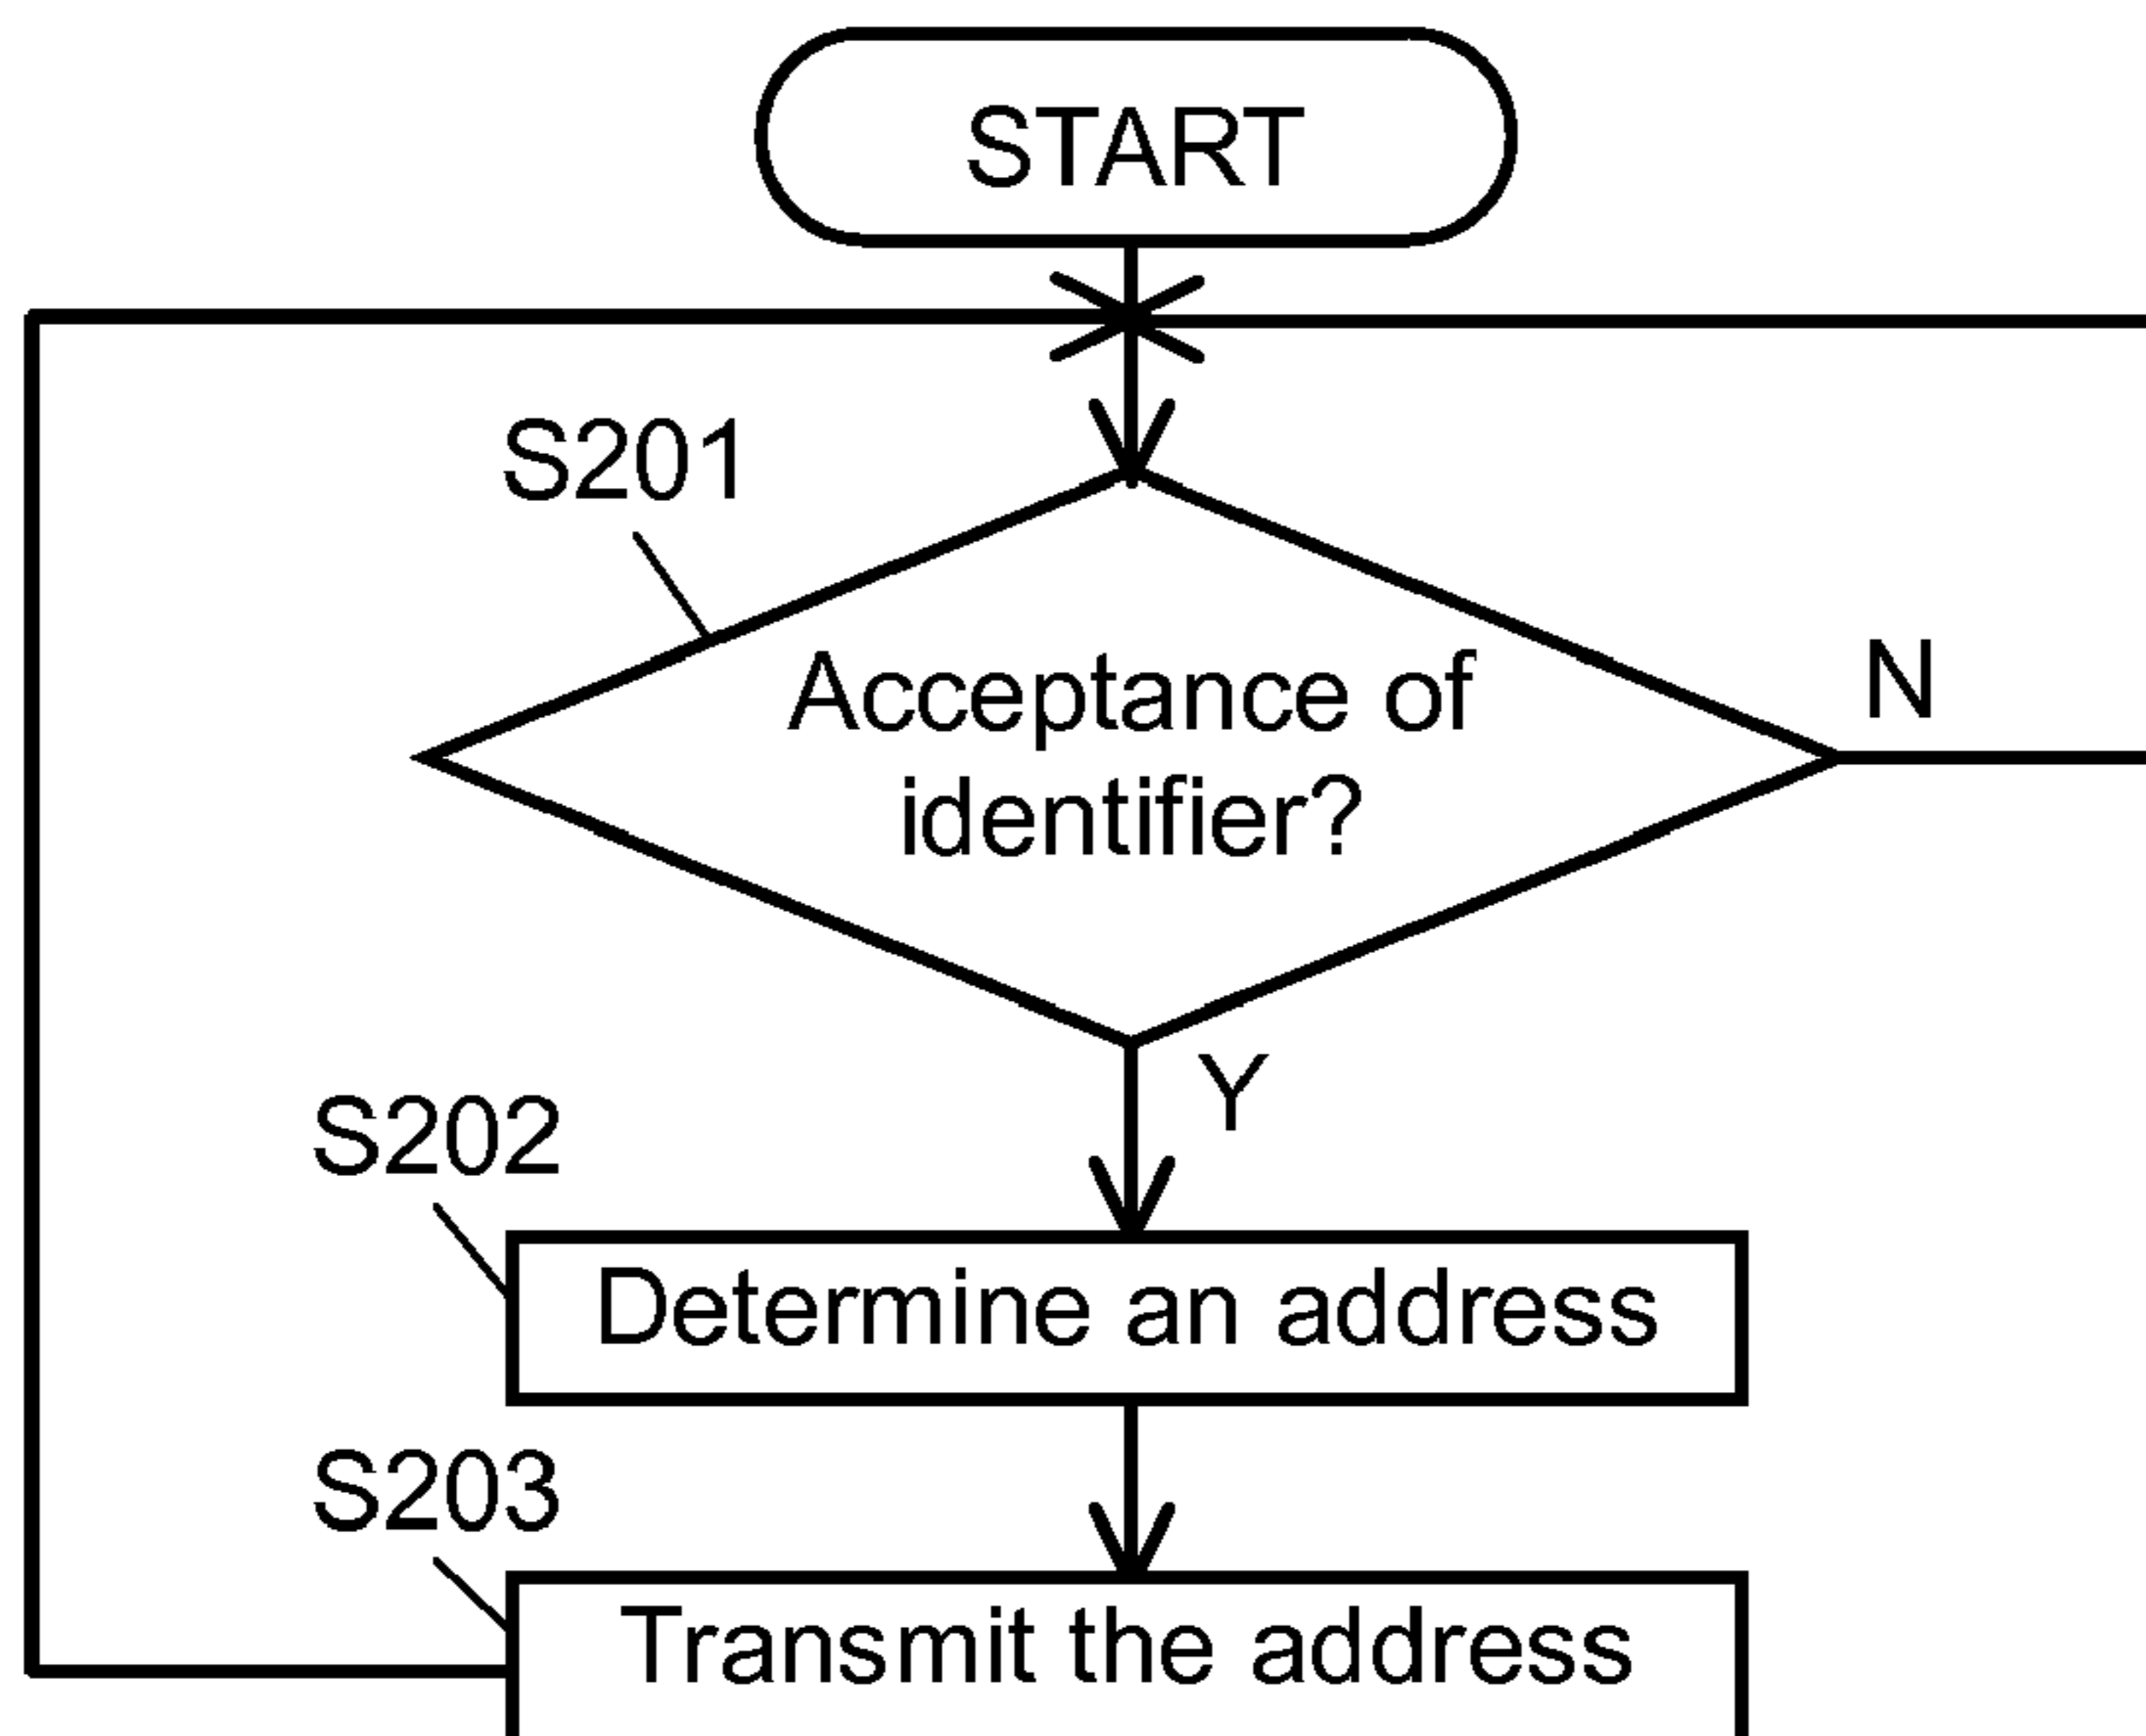 START
S201
Acceptance of
identifier?
N
Y
S202
Determine an address
S203
Transmit the address